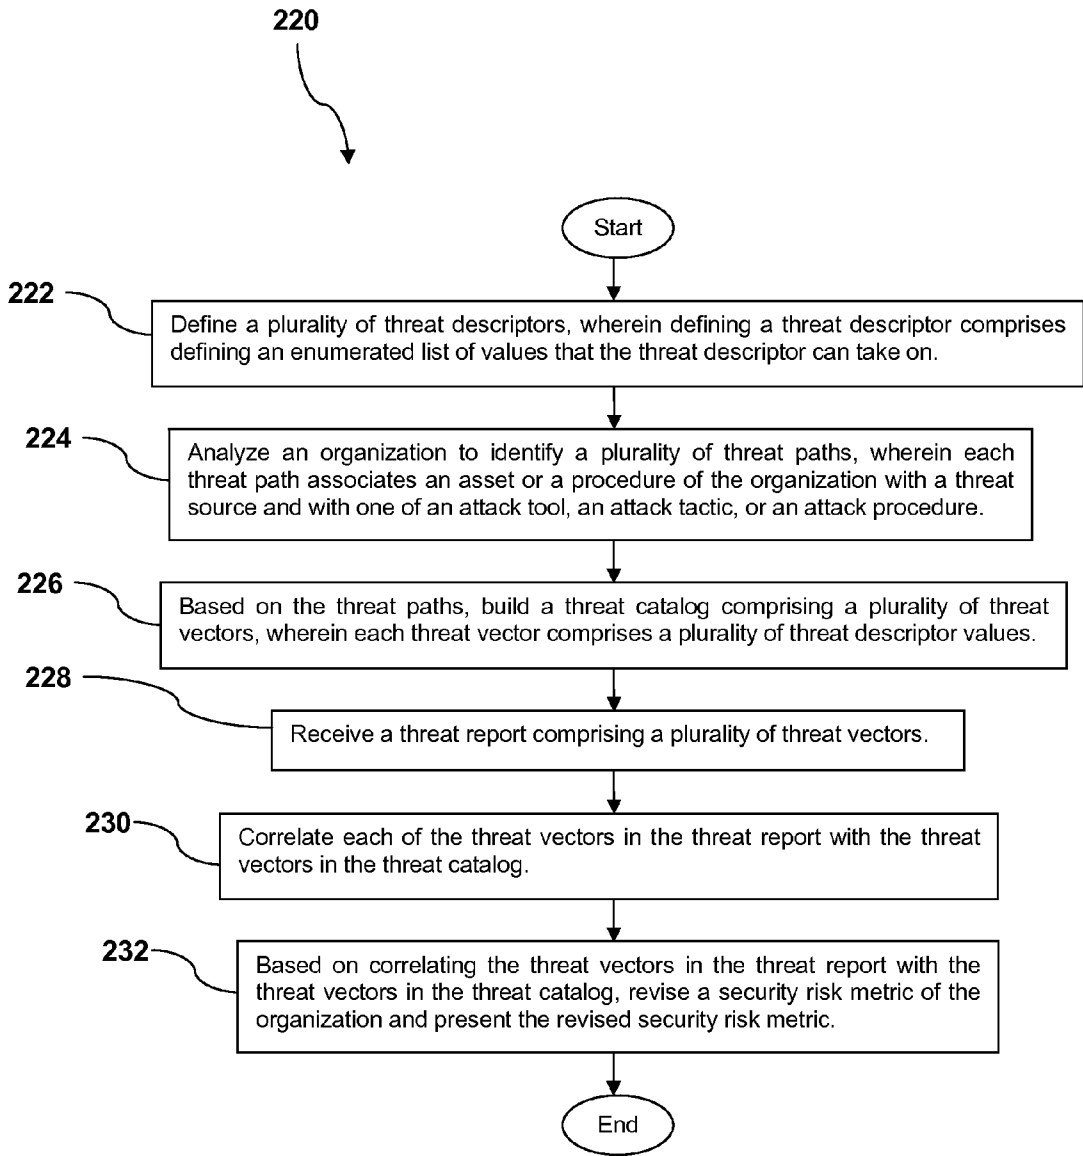 220
Start
222
Define a plurality of threat descriptors, wherein defining a threat descriptor comprises
defining an enumerated list of values that the threat descriptor can take on.
224
Analyze an organization to identify a plurality of threat paths, wherein each
threat path associates an asset or a procedure of the organization with a threat
source and with one of an attack tool, an attack tactic, or an attack procedure.
226
Based on the threat paths, build a threat catalog comprising a plurality of threat
vectors, wherein each threat vector comprises a plurality of threat descriptor values.
228
Receive a threat report comprising a plurality of threat vectors.
230
Correlate each of the threat vectors in the threat report with the threat
vectors in the threat catalog.
232
Based on correlating the threat vectors in the threat report with the
threat vectors in the threat catalog, revise a security risk metric of the
organization and present the revised security risk metric.
End